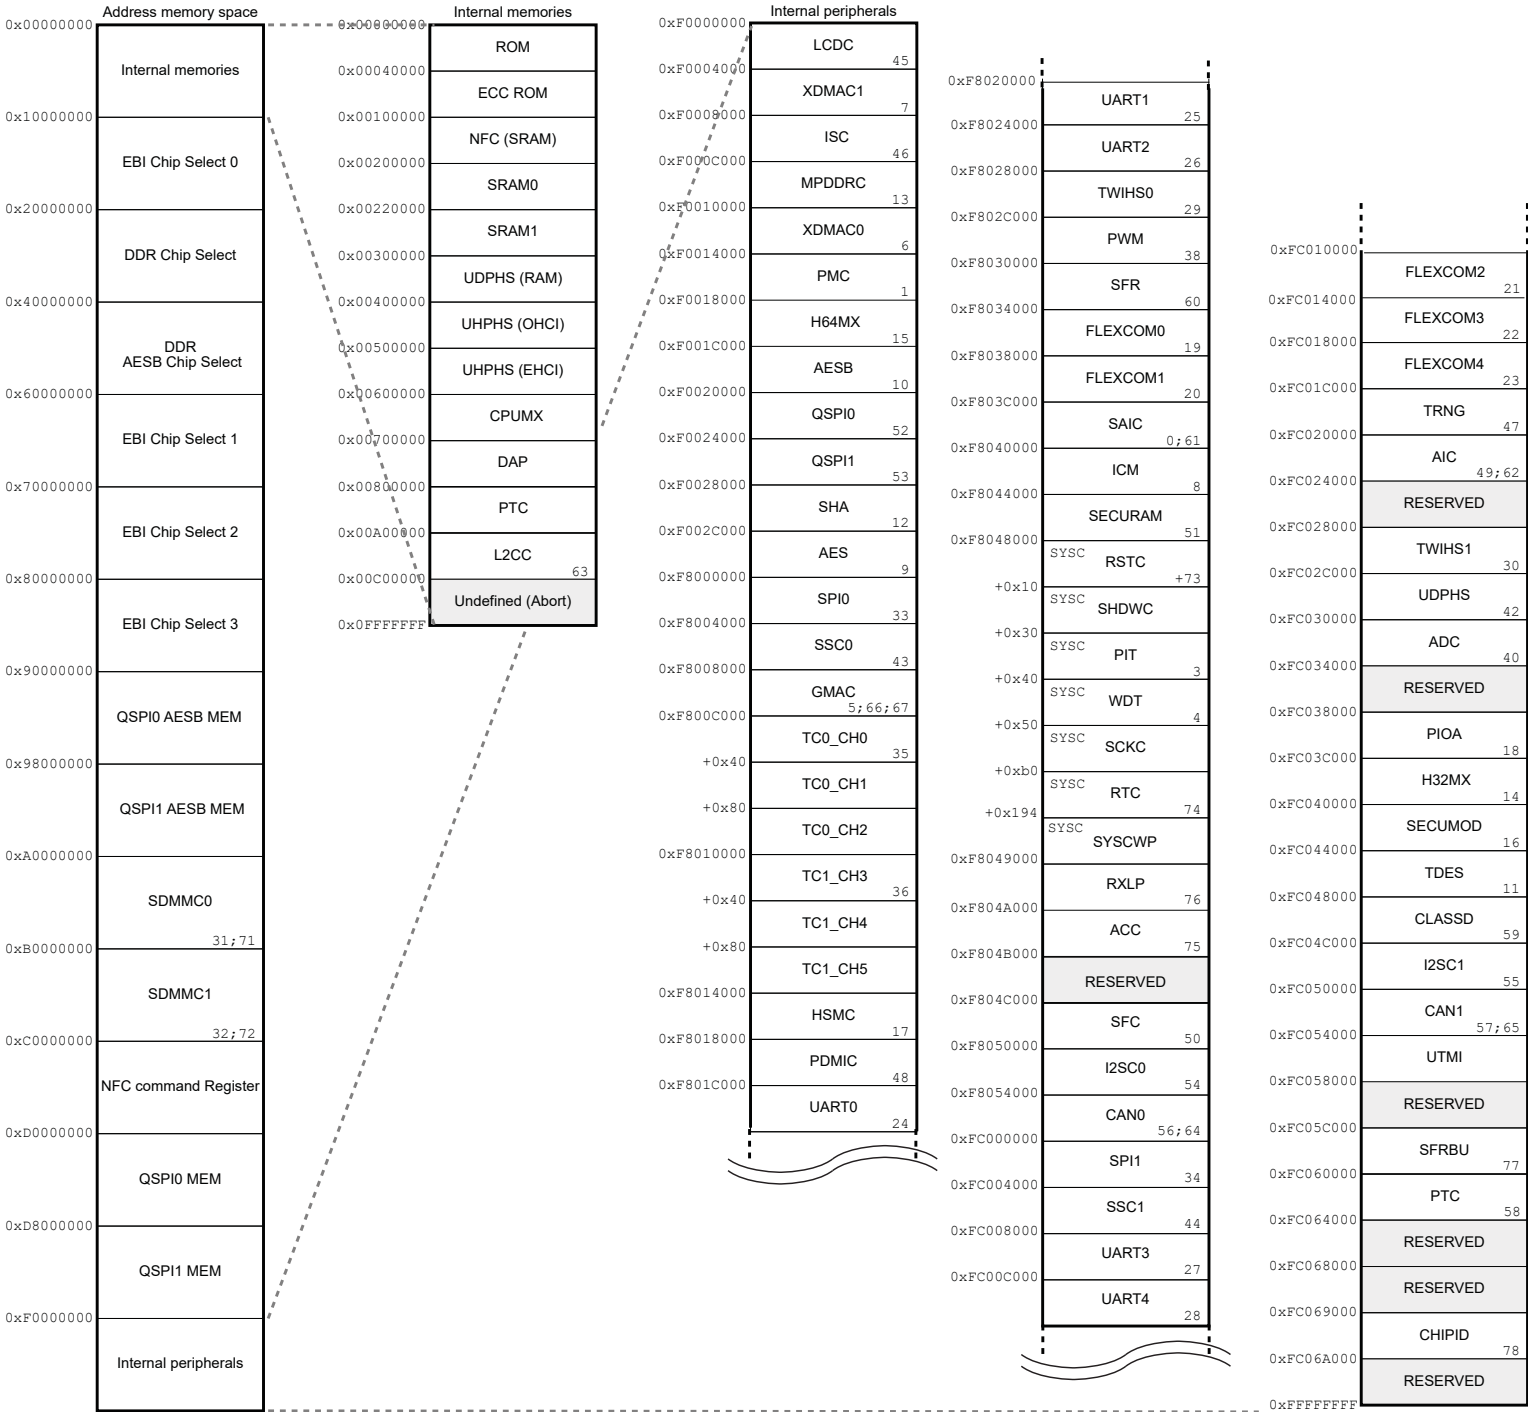 Address memory space
0x00000000
Internal memories
0x10000000
EBI Chip Select 0
0x20000000
DDR Chip Select
0x40000000
DDR
AESB Chip Select
0x60000000
EBI Chip Select 1
0x70000000
EBI Chip Select 2
0x80000000
EBI Chip Select 3
0x90000000
QSPI0 AESB MEM
0x98000000
QSPI1 AESB MEM
0xA0000000
SDMMC0
31;71
0xB0000000
SDMMC1
32;72
0xC0000000
NFC command Register
0xD0000000
QSPI0 MEM
0xD8000000
QSPI1 MEM
0xF0000000
Internal peripherals
Internal memories
0x00000000
ROM
0x00040000
ECC ROM
0x00100000
NFC (SRAM)
0x00200000
SRAM0
0x00220000
SRAM1
0x00300000
UDPHS (RAM)
0x00400000
UHPHS (OHCI)
0x00500000
UHPHS (EHCI)
0x00600000
CPUMX
0x00700000
DAP
0x00800000
PTC
0x00A00000
L2CC
63
0x00C00000
Undefined (Abort)
0x0FFFFFFF
Internal peripherals
0xF0000000
LCDC
45
0xF0004000
XDMAC1
7
0xF0008000
ISC
46
0xF000C000
MPDDRC
13
0xF0010000
XDMAC0
6
0xF0014000
PMC
1
0xF0018000
H64MX
15
0xF001C000
AESB
10
0xF0020000
QSPI0
52
0xF0024000
QSPI1
53
0xF0028000
SHA
12
0xF002C000
AES
9
0xF8000000
SPI0
33
0xF8004000
SSC0
43
0xF8008000
GMAC
5;66;67
0xF800C000
TC0_CH0
35
+0x40
TC0_CH1
+0x80
TC0_CH2
0xF8010000
TC1_CH3
36
+0x40
TC1_CH4
+0x80
TC1_CH5
0xF8014000
HSMC
17
0xF8018000
PDMIC
48
0xF801C000
UART0
24
0xF8020000
UART1
25
0xF8024000
UART2
26
0xF8028000
TWIHS0
29
0xF802C000
PWM
38
0xF8030000
SFR
60
0xF8034000
FLEXCOM0
19
0xF8038000
FLEXCOM1
20
0xF803C000
SAIC
0;61
0xF8040000
ICM
8
0xF8044000
SECURAM
51
0xF8048000
SYSC
RSTC
+73
+0x10
SYSC
SHDWC
+0x30
SYSC
PIT
3
+0x40
SYSC
WDT
4
+0x50
SYSC
SCKC
+0xb0
SYSC
RTC
74
+0x194
SYSC
SYSCWP
0xF8049000
RXLP
76
0xF804A000
ACC
75
0xF804B000
RESERVED
0xF804C000
SFC
50
0xF8050000
I2SC0
54
0xF8054000
CAN0
56;64
0xFC000000
SPI1
34
0xFC004000
SSC1
44
0xFC008000
UART3
27
0xFC00C000
UART4
28
0xFC010000
FLEXCOM2
21
0xFC014000
FLEXCOM3
22
0xFC018000
FLEXCOM4
23
0xFC01C000
TRNG
47
0xFC020000
AIC
49;62
0xFC024000
RESERVED
0xFC028000
TWIHS1
30
0xFC02C000
UDPHS
42
0xFC030000
ADC
40
0xFC034000
RESERVED
0xFC038000
PIOA
18
0xFC03C000
H32MX
14
0xFC040000
SECUMOD
16
0xFC044000
TDES
11
0xFC048000
CLASSD
59
0xFC04C000
I2SC1
55
0xFC050000
CAN1
57;65
0xFC054000
UTMI
0xFC058000
RESERVED
0xFC05C000
SFRBU
77
0xFC060000
PTC
58
0xFC064000
RESERVED
0xFC068000
RESERVED
0xFC069000
CHIPID
78
0xFC06A000
RESERVED
0xFFFFFFFF